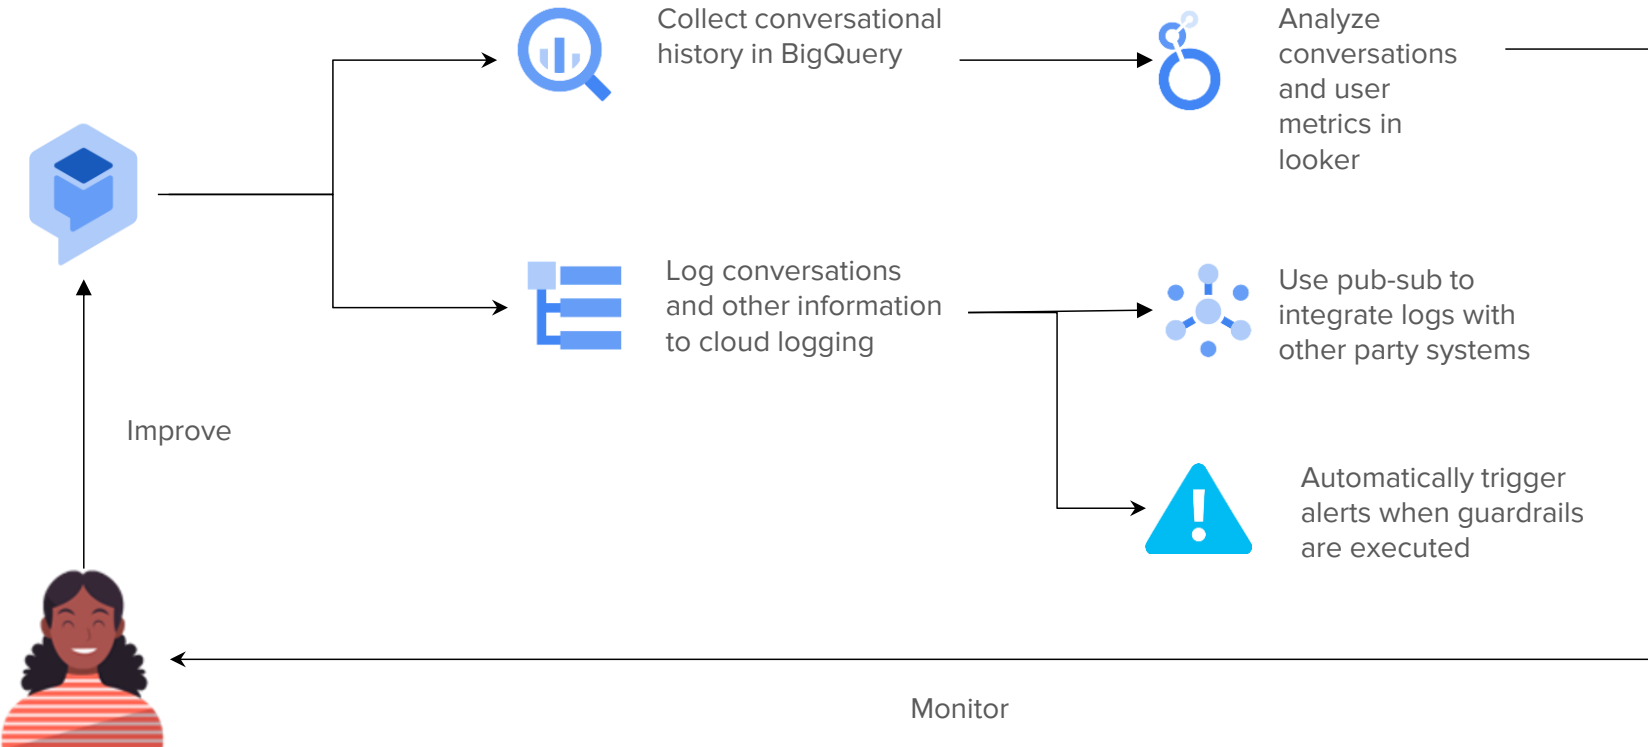 Collect conversational
history in BigQuery
Analyze
conversations
and user
metrics in
looker
Log conversations
and other information
to cloud logging
Use pub-sub to
integrate logs with
other party systems
Improve
Automatically trigger
alerts when guardrails
are executed
Monitor